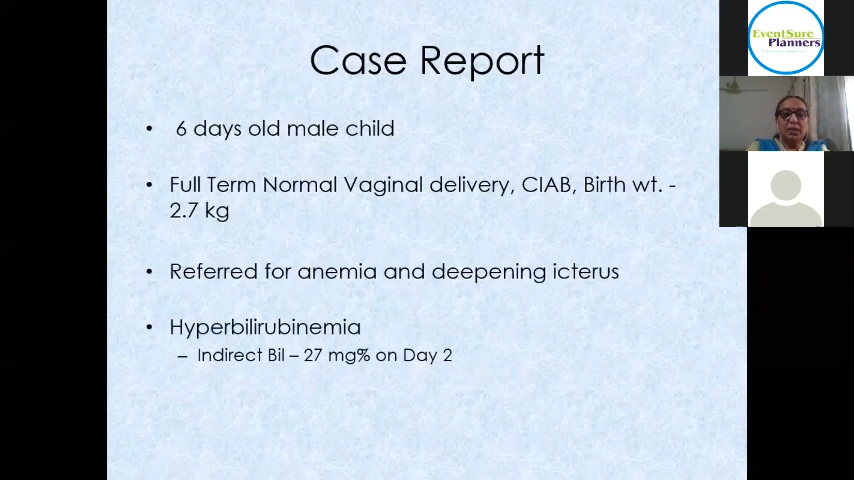 Case Report
• 6 days old male child
• Full Term Normal Vaginal delivery, CIAB, Birth wt. -
2.7 kg
• Referred for anemia and deepening icterus
• Hyperbilirubinemia
– Indirect Bil – 27 mg% on Day 2
EventSure
Planners